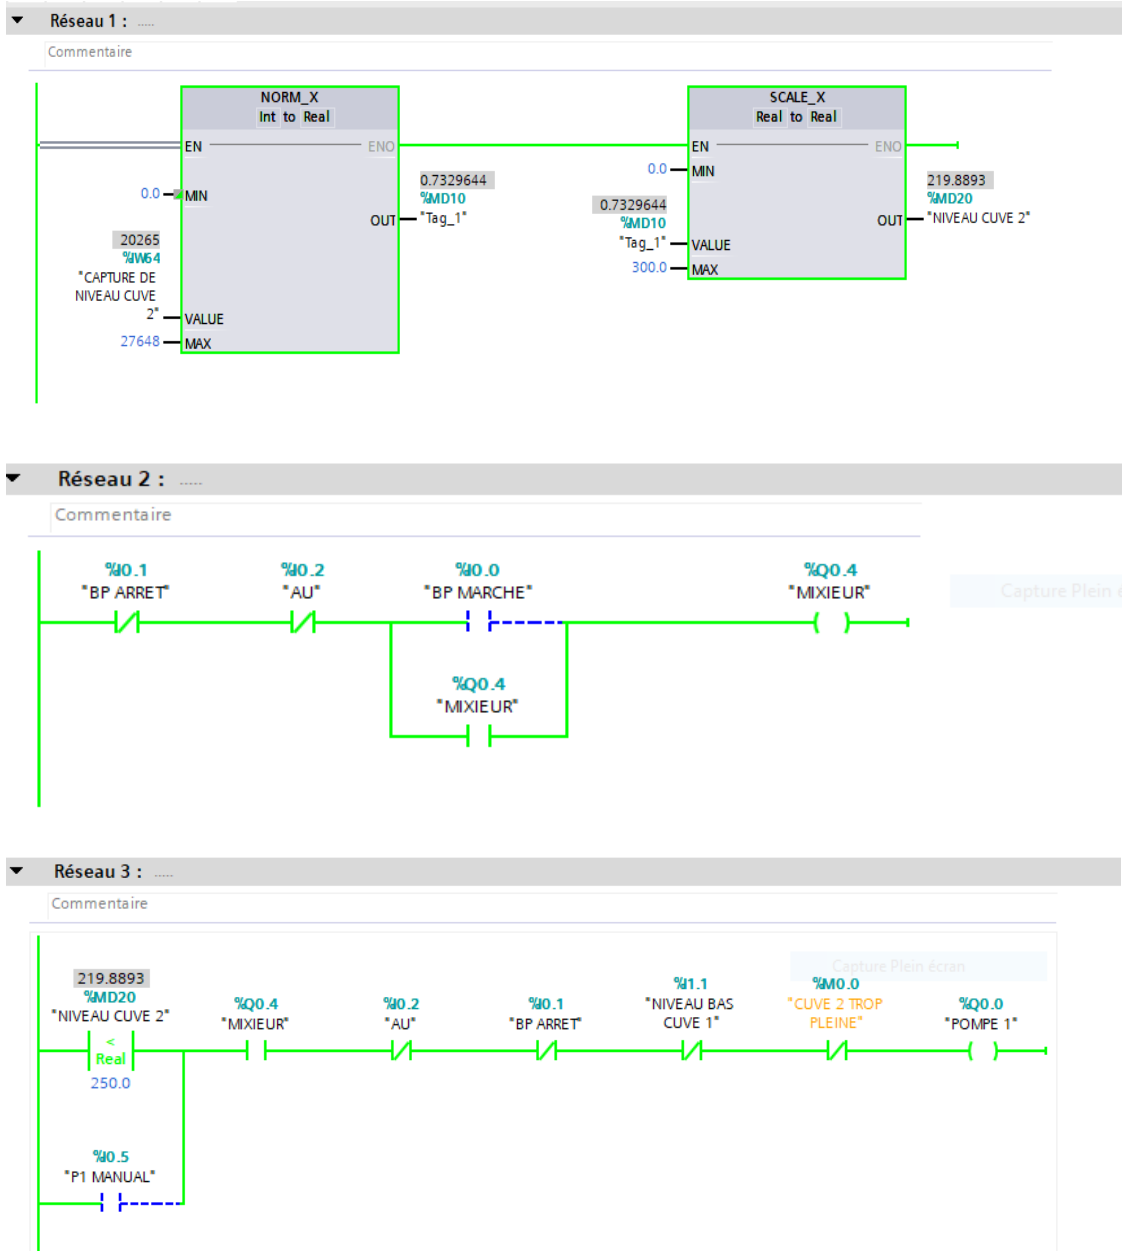 Réseau 1 : .....
Commentaire
NORM_X
Int to Real
EN
ENO
0.0
MIN
20265
%IW64
"CAPTURE DE
NIVEAU CUVE
2"
VALUE
27648
MAX
0.7329644
%MD10
OUT
"Tag_1"
SCALE_X
Real to Real
EN
ENO
0.0
MIN
0.7329644
%MD10
"Tag_1"
VALUE
300.0
MAX
219.8893
%MD20
OUT
"NIVEAU CUVE 2"
Réseau 2 : .....
Commentaire
%I0.1
"BP ARRET"
%I0.2
"AU"
%I0.0
"BP MARCHE"
%Q0.4
"MIXIEUR"
Capture Plein
%Q0.4
"MIXIEUR"
Réseau 3 : .....
Commentaire
Capture Plein écran
219.8893
%MD20
"NIVEAU CUVE 2"
<
Real
250.0
%Q0.4
"MIXIEUR"
%I0.2
"AU"
%I0.1
"BP ARRET"
%I1.1
"NIVEAU BAS
CUVE 1"
%M0.0
"CUVE 2 TROP
PLEINE"
%Q0.0
"POMPE 1"
%I0.5
"P1 MANUAL"